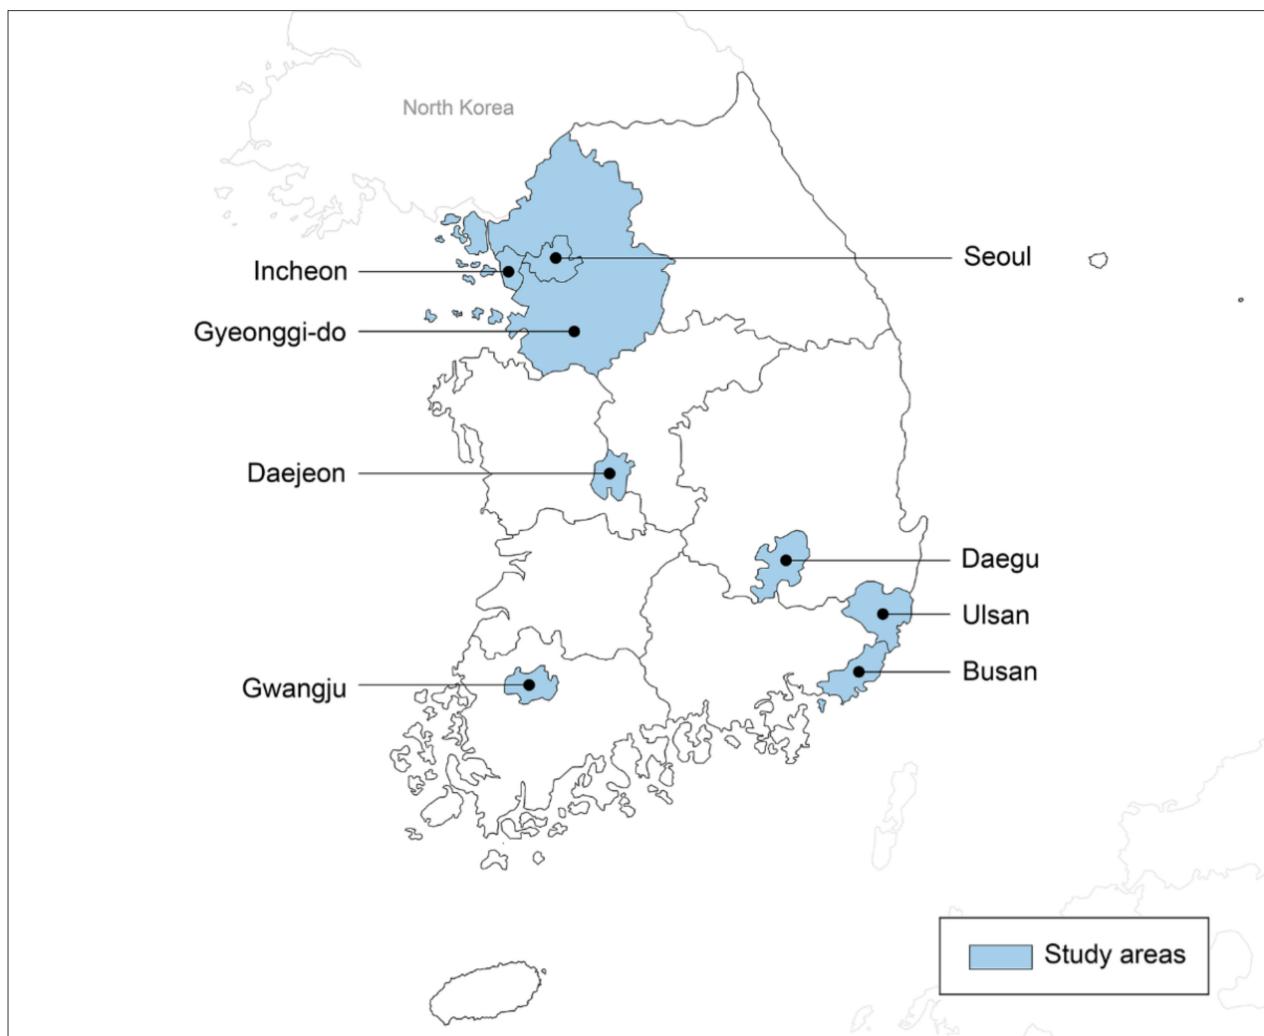 North Korea
Seoul
Incheon
Gyeonggi-do
Daejeon
Daegu
Ulsan
Busan
Gwangju
Study areas